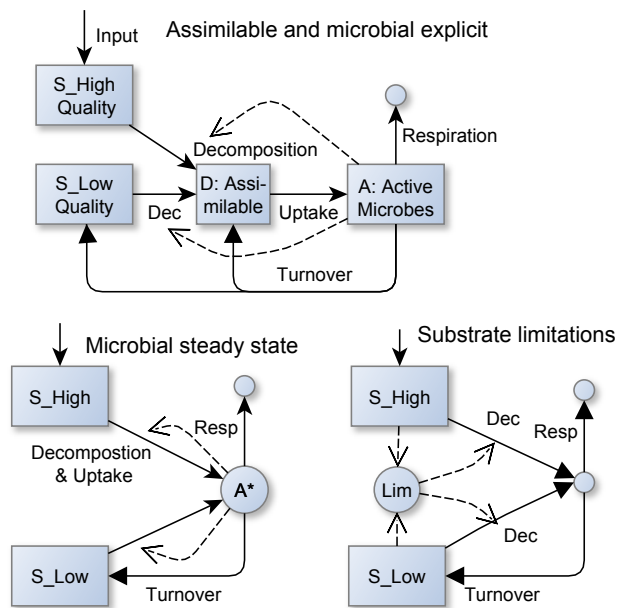 Assimilable and microbial explicit
Input
S_High
Quality
Respiration
Decomposition
S_Low
Quality
Dec
D: Assi-
milable
Uptake
A: Active
Microbes
Turnover
Microbial steady state
S_High
Resp
Decompostion
& Uptake
A*
S_Low
Turnover
Substrate limitations
S_High
Dec
Resp
Lim
Dec
S_Low
Turnover